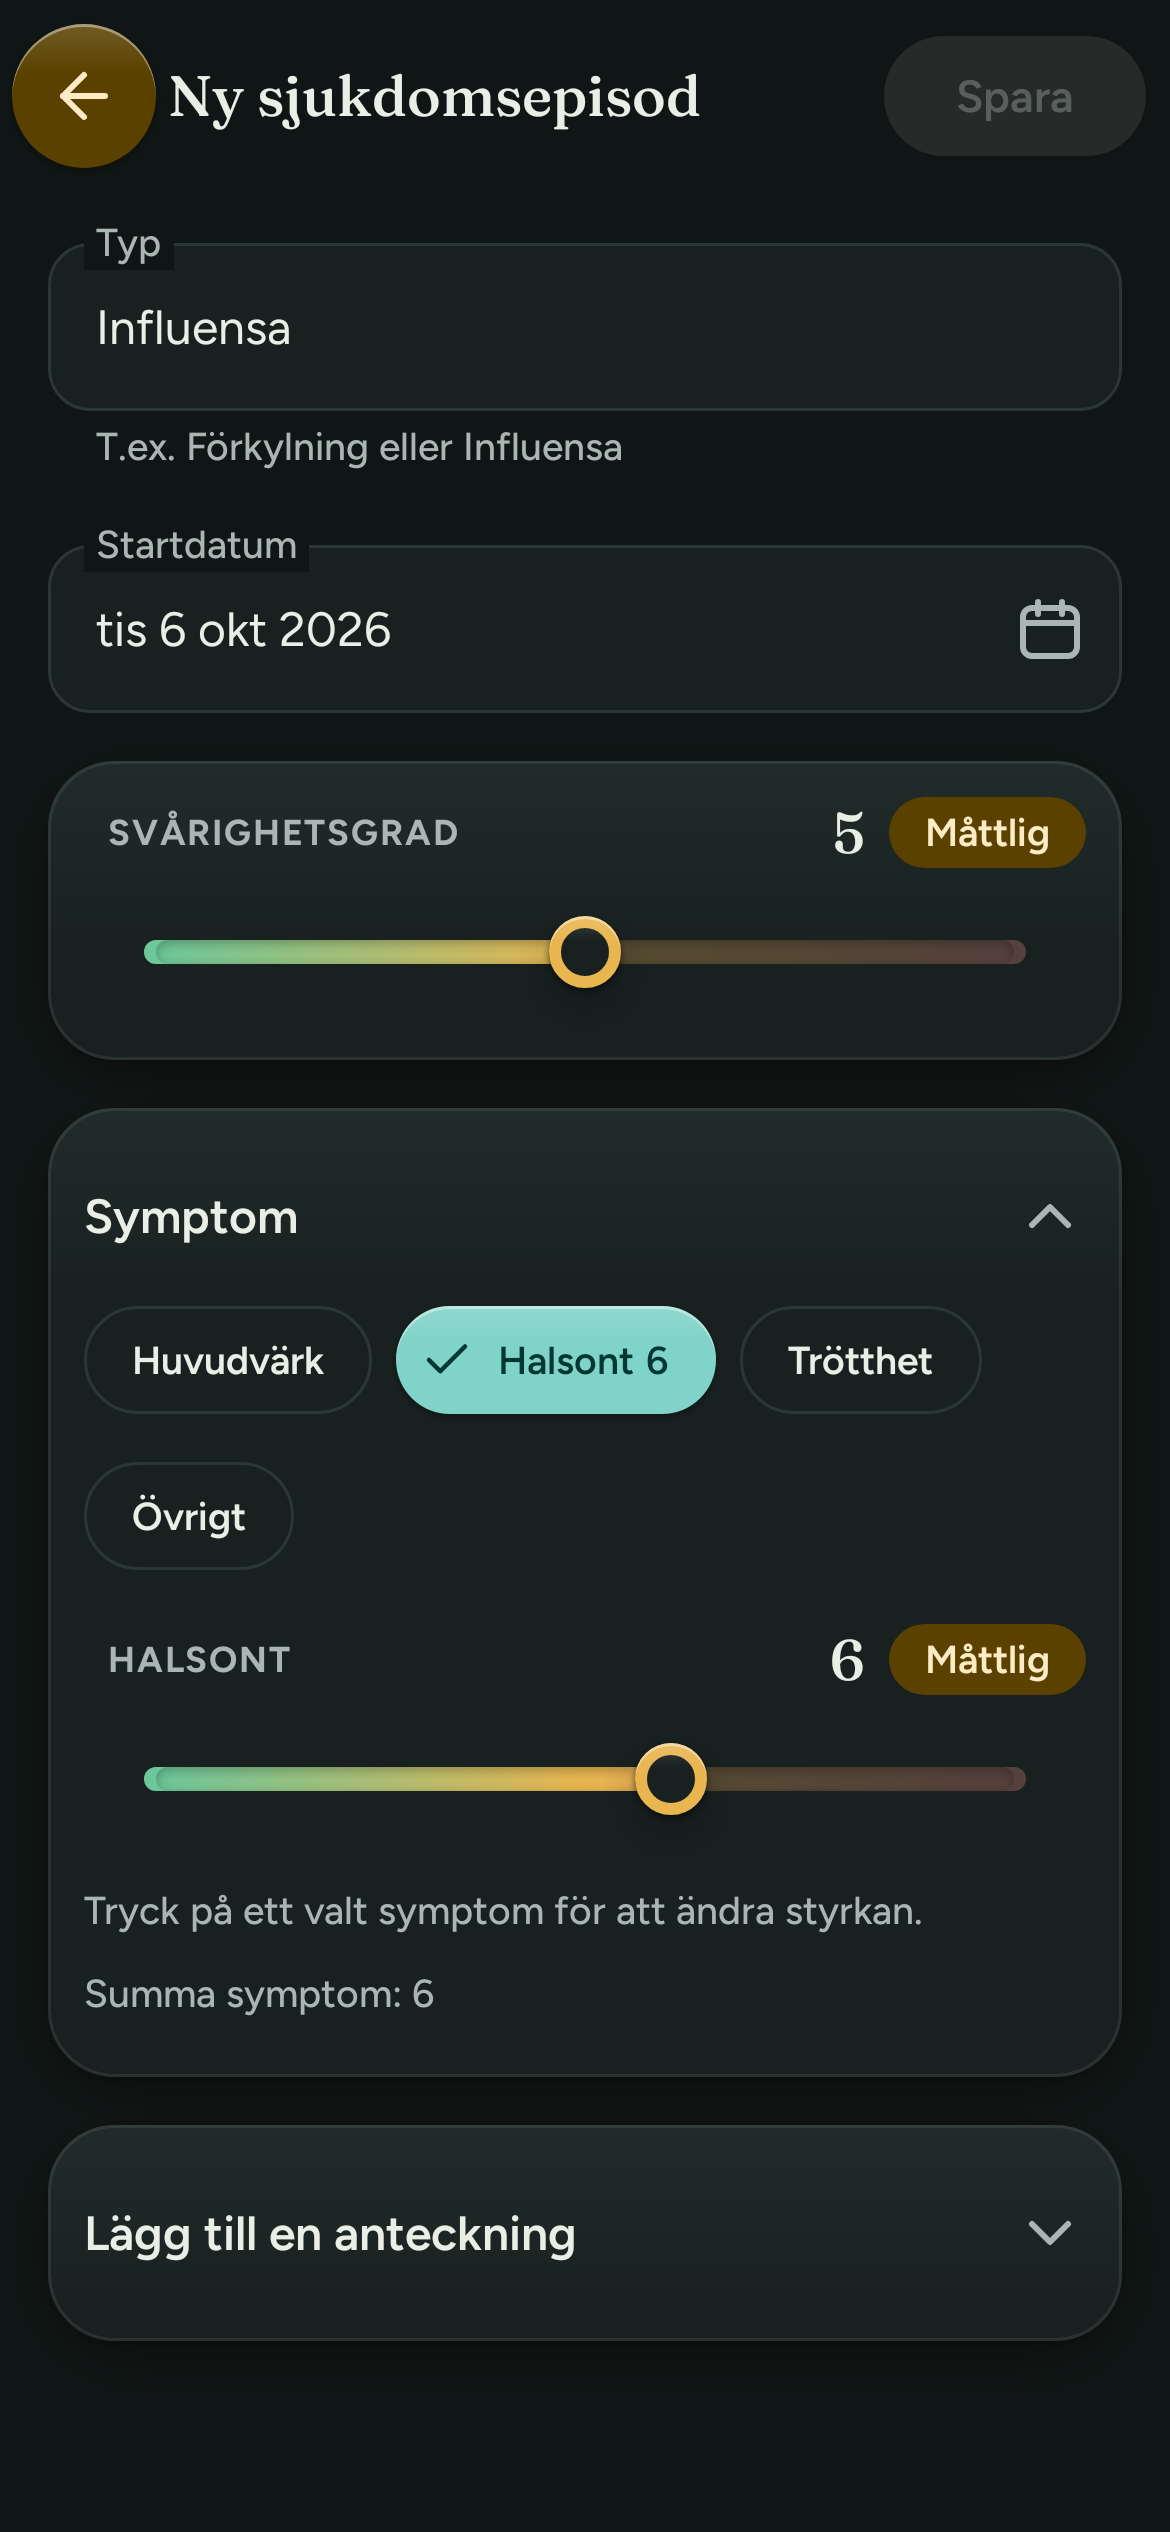 Ny sjukdomsepisod
Spara
Typ
Influensa
T.ex. Förkylning eller Influensa
Startdatum
tis 6 okt 2026
SVÅRIGHETSGRAD
5
Måttlig
Symptom
Huvudvärk
Halsont 6
Trötthet
Övrigt
HALSONT
6
Måttlig
Tryck på ett valt symptom för att ändra styrkan.
Summa symptom: 6
Lägg till en anteckning